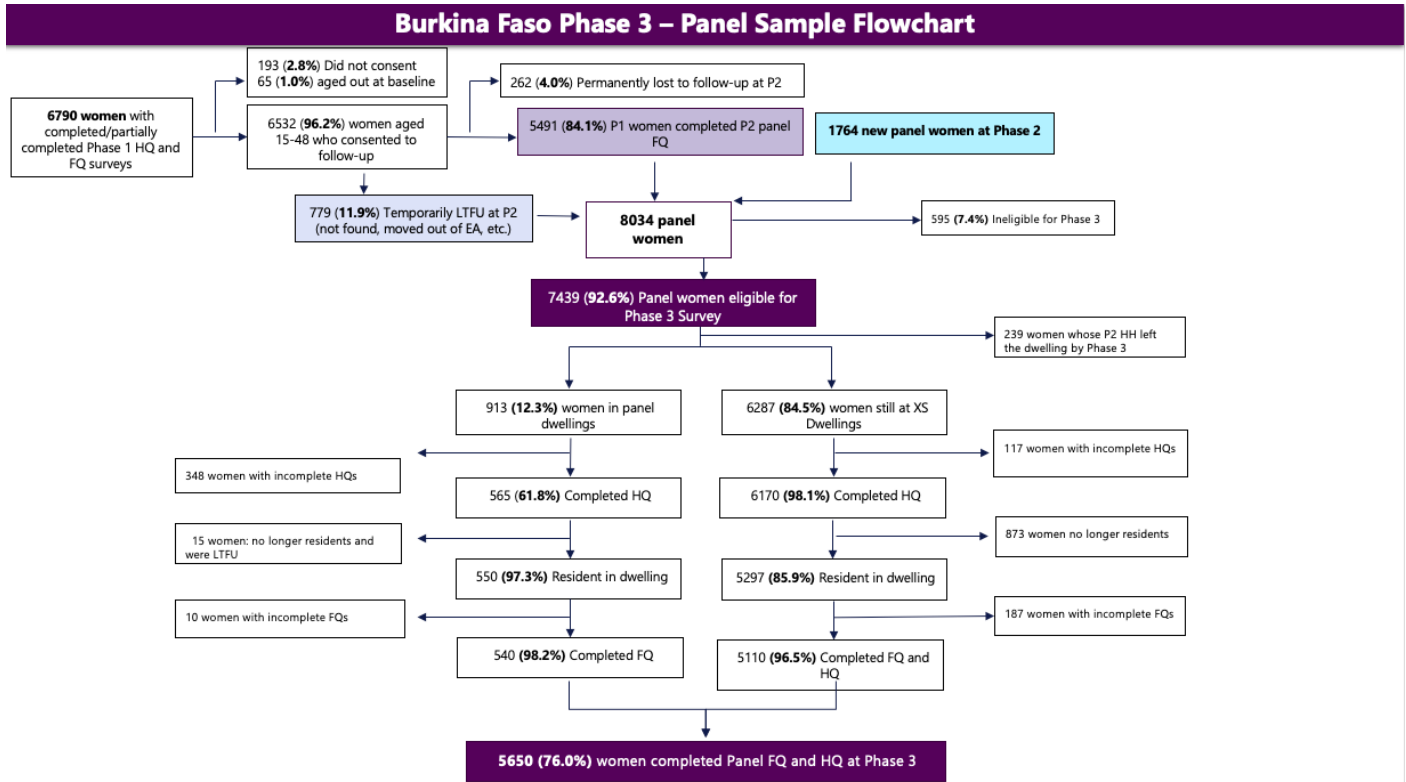 Burkina Faso Phase 3 – Panel Sample Flowchart
193 (2.8%) Did not consent
65 (1.0%) aged out at baseline
262 (4.0%) Permanently lost to follow-up at P2
6790 women with
completed/partially
completed Phase 1 HQ and
FQ surveys
6532 (96.2%) women aged
15-48 who consented to
follow-up
5491 (84.1%) P1 women completed P2 panel
FQ
1764 new panel women at Phase 2
779 (11.9%) Temporarily LTFU at P2
(not found, moved out of EA, etc.)
8034 panel
women
595 (7.4%) Ineligible for Phase 3
7439 (92.6%) Panel women eligible for
Phase 3 Survey
239 women whose P2 HH left
the dwelling by Phase 3
913 (12.3%) women in panel
dwellings
6287 (84.5%) women still at XS
Dwellings
348 women with incomplete HQs
117 women with incomplete HQs
565 (61.8%) Completed HQ
6170 (98.1%) Completed HQ
15 women: no longer residents and
were LTFU
873 women no longer residents
550 (97.3%) Resident in dwelling
5297 (85.9%) Resident in dwelling
10 women with incomplete FQs
187 women with incomplete FQs
540 (98.2%) Completed FQ
5110 (96.5%) Completed FQ and
HQ
5650 (76.0%) women completed Panel FQ and HQ at Phase 3